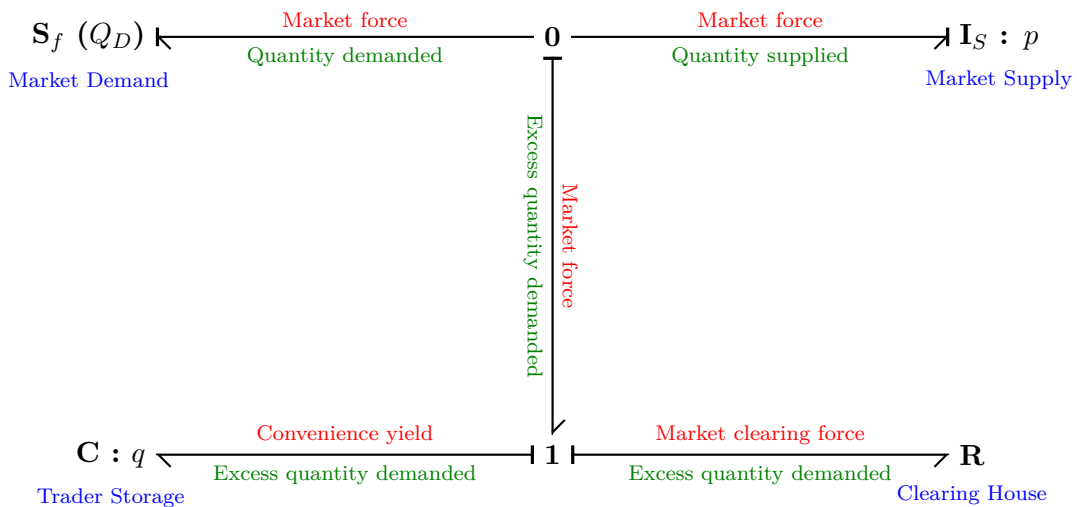 S_f (Q_D)
Market force
Quantity demanded
Market Demand
0
Market force
Quantity supplied
I_S : p
Market Supply
Excess quantity demanded
Market force
C : q
Trader Storage
Convenience yield
Excess quantity demanded
1
Market clearing force
Excess quantity demanded
R
Clearing House